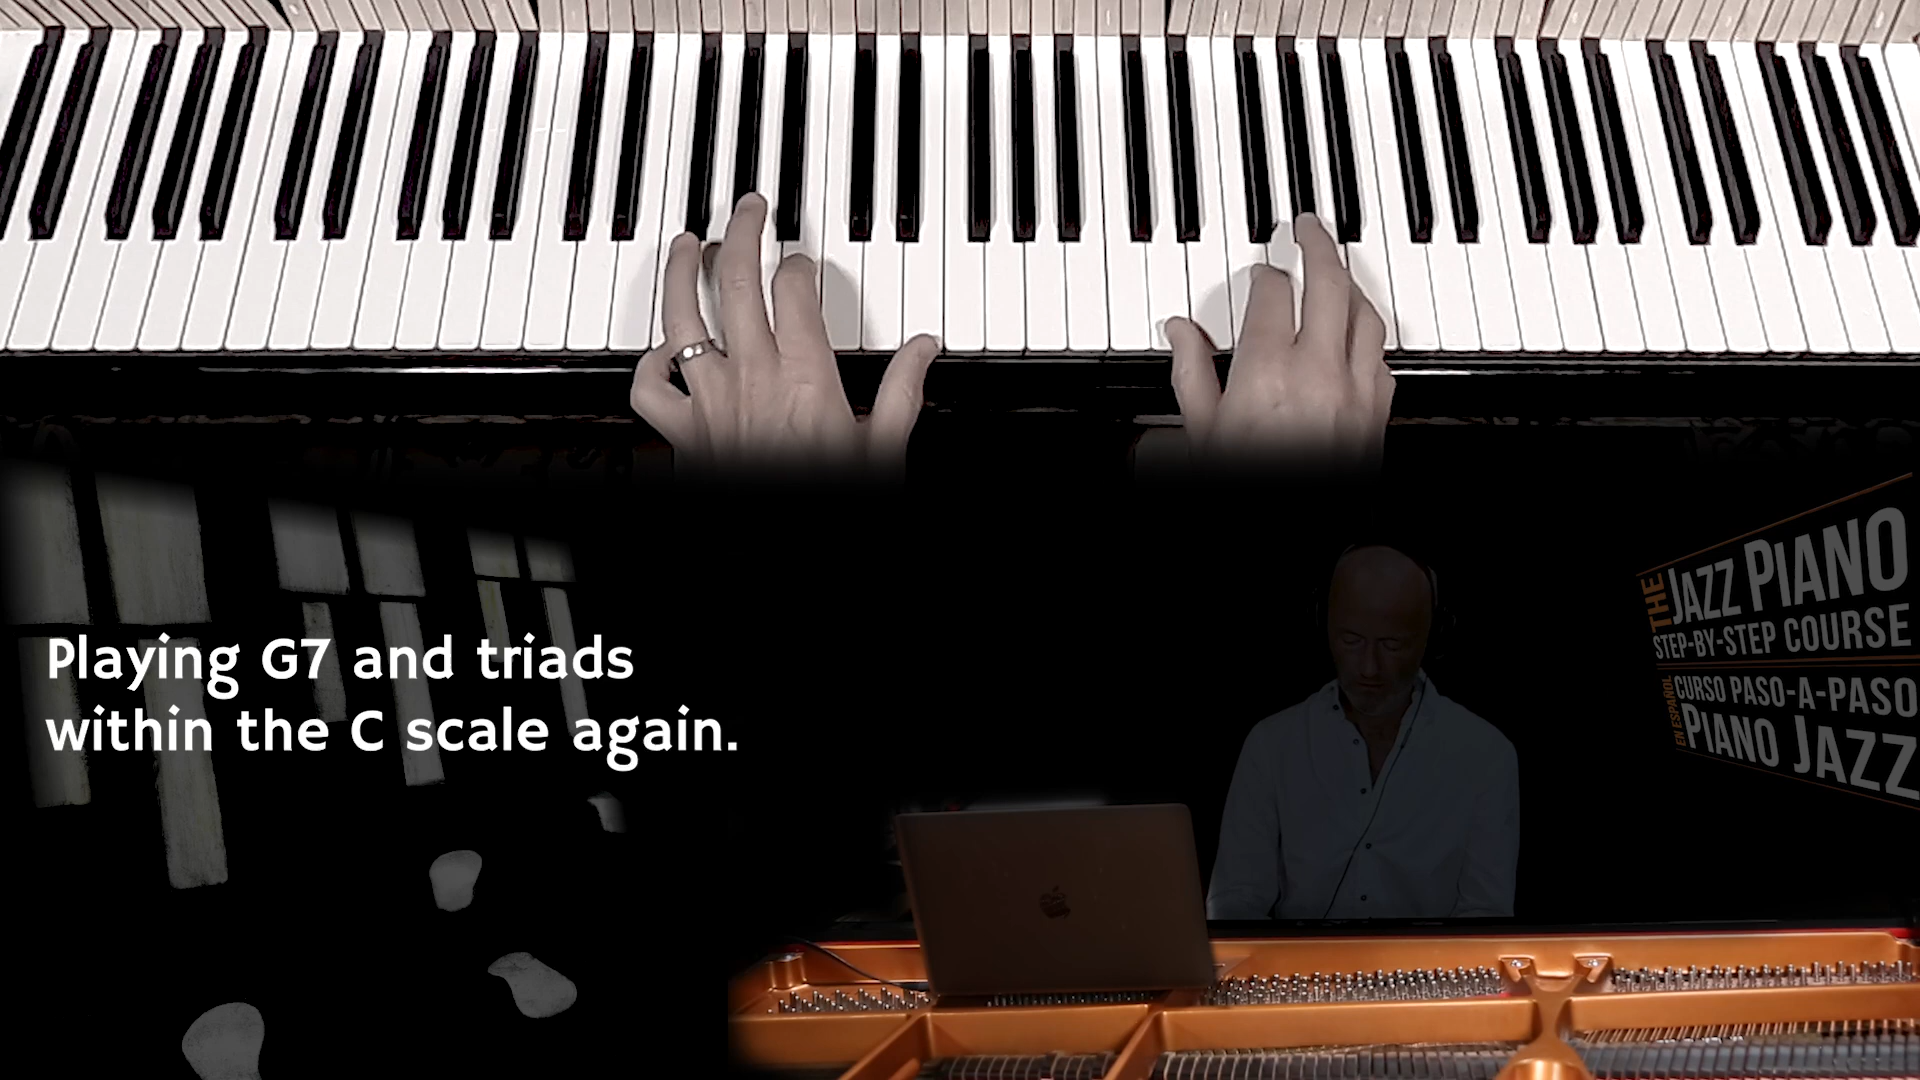 Playing G7 and triads
within the C scale again.
THE JAZZ PIANO
STEP-BY-STEP COURSE
CURSO PASO-A-PASO
EN ESPAÑOL PIANO JAZZ